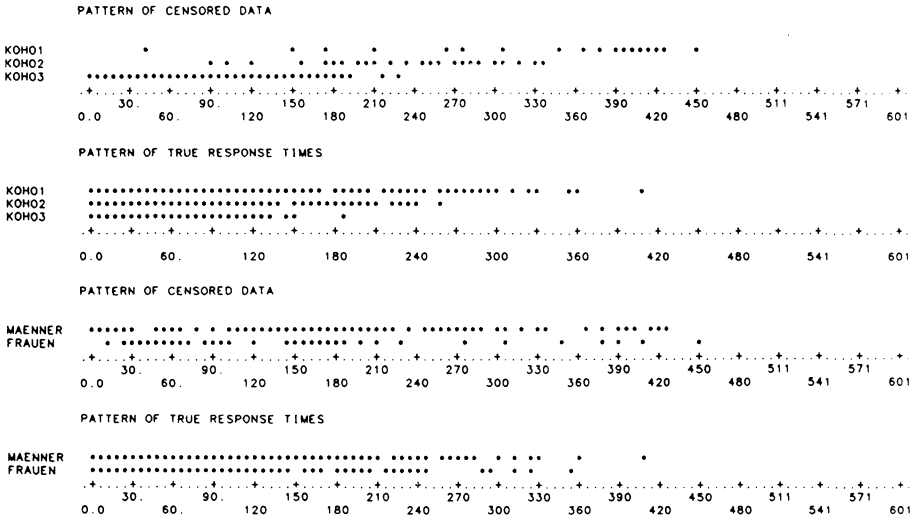 PATTERN OF CENSORED DATA
KOHO1
KOHO2
KOHO3
30. 90. 150 210 270 330 390 450 511 571
0.0 60. 120 180 240 300 360 420 480 541 601
PATTERN OF TRUE RESPONSE TIMES
KOHO1
KOHO2
KOHO3
0.0 60. 120 180 240 300 360 420 480 541 601
PATTERN OF CENSORED DATA
MAENNER
FRAUEN
30. 90. 150 210 270 330 390 450 511 571
0.0 60. 120 180 240 300 360 420 480 541 601
PATTERN OF TRUE RESPONSE TIMES
MAENNER
FRAUEN
30. 90. 150 210 270 330 390 450 511 571
0.0 60. 120 180 240 300 360 420 480 541 601